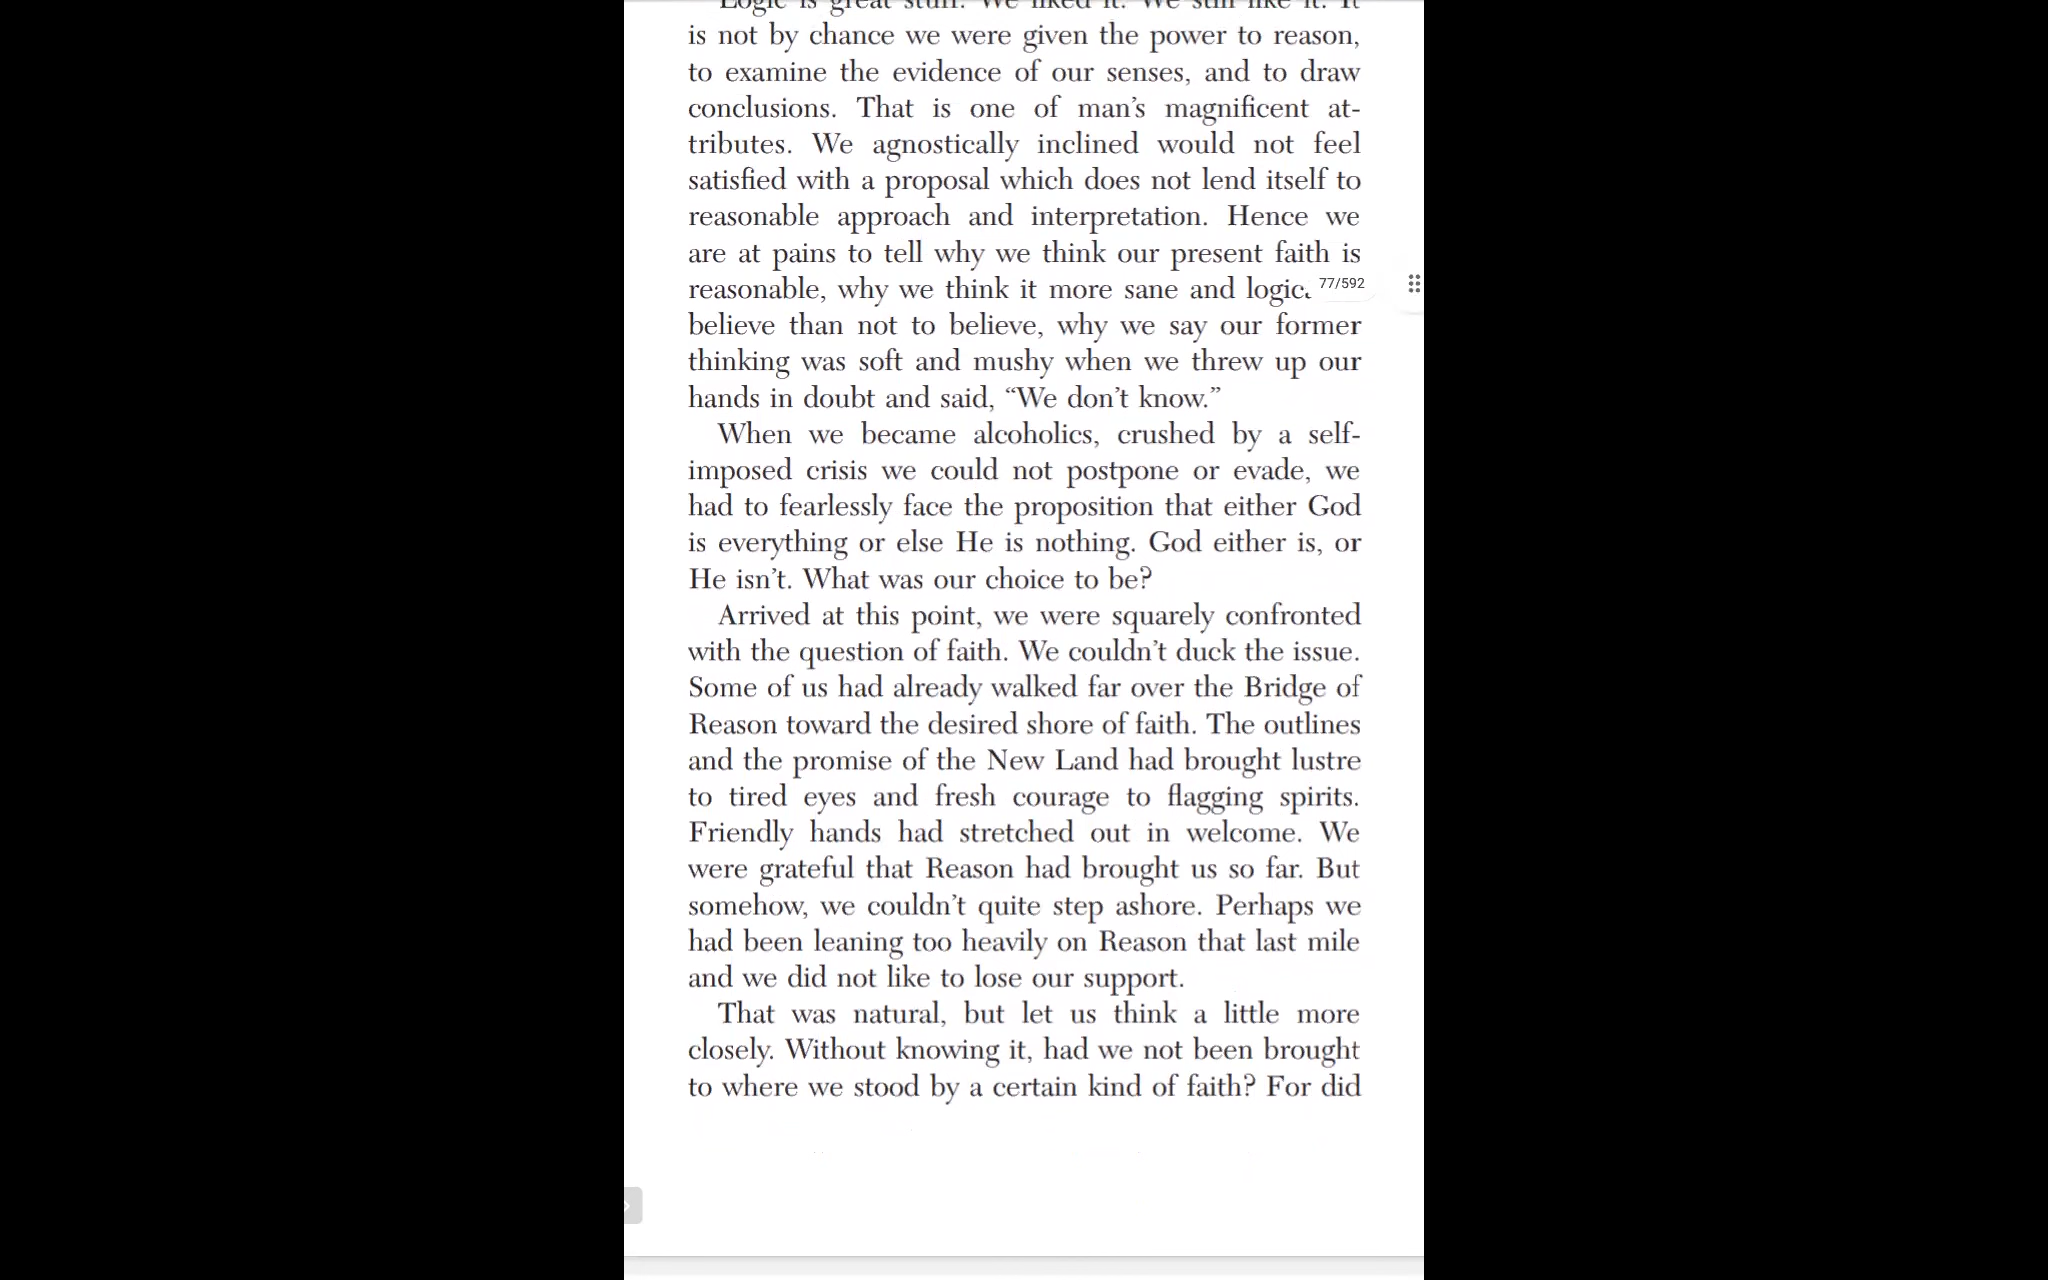 Logic is great stuff. We liked it. We still like it. It
is not by chance we were given the power to reason,
to examine the evidence of our senses, and to draw
conclusions. That is one of man’s magnificent at-
tributes. We agnostically inclined would not feel
satisfied with a proposal which does not lend itself to
reasonable approach and interpretation. Hence we
are at pains to tell why we think our present faith is
reasonable, why we think it more sane and logic
77/592
believe than not to believe, why we say our former
thinking was soft and mushy when we threw up our
hands in doubt and said, “We don’t know.”
When we became alcoholics, crushed by a self-
imposed crisis we could not postpone or evade, we
had to fearlessly face the proposition that either God
is everything or else He is nothing. God either is, or
He isn’t. What was our choice to be?
Arrived at this point, we were squarely confronted
with the question of faith. We couldn’t duck the issue.
Some of us had already walked far over the Bridge of
Reason toward the desired shore of faith. The outlines
and the promise of the New Land had brought lustre
to tired eyes and fresh courage to flagging spirits.
Friendly hands had stretched out in welcome. We
were grateful that Reason had brought us so far. But
somehow, we couldn’t quite step ashore. Perhaps we
had been leaning too heavily on Reason that last mile
and we did not like to lose our support.
That was natural, but let us think a little more
closely. Without knowing it, had we not been brought
to where we stood by a certain kind of faith? For did